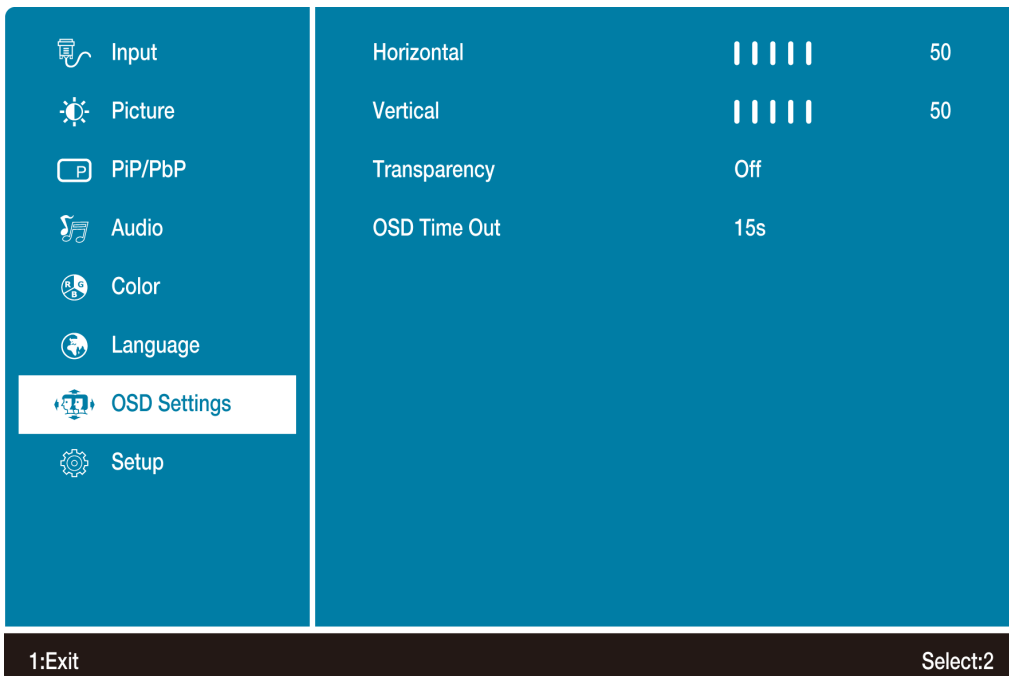 Input
Picture
P PiP/PbP
Audio
R G B Color
Language
OSD Settings
Setup
Horizontal 50
Vertical 50
Transparency Off
OSD Time Out 15s
1:Exit Select:2